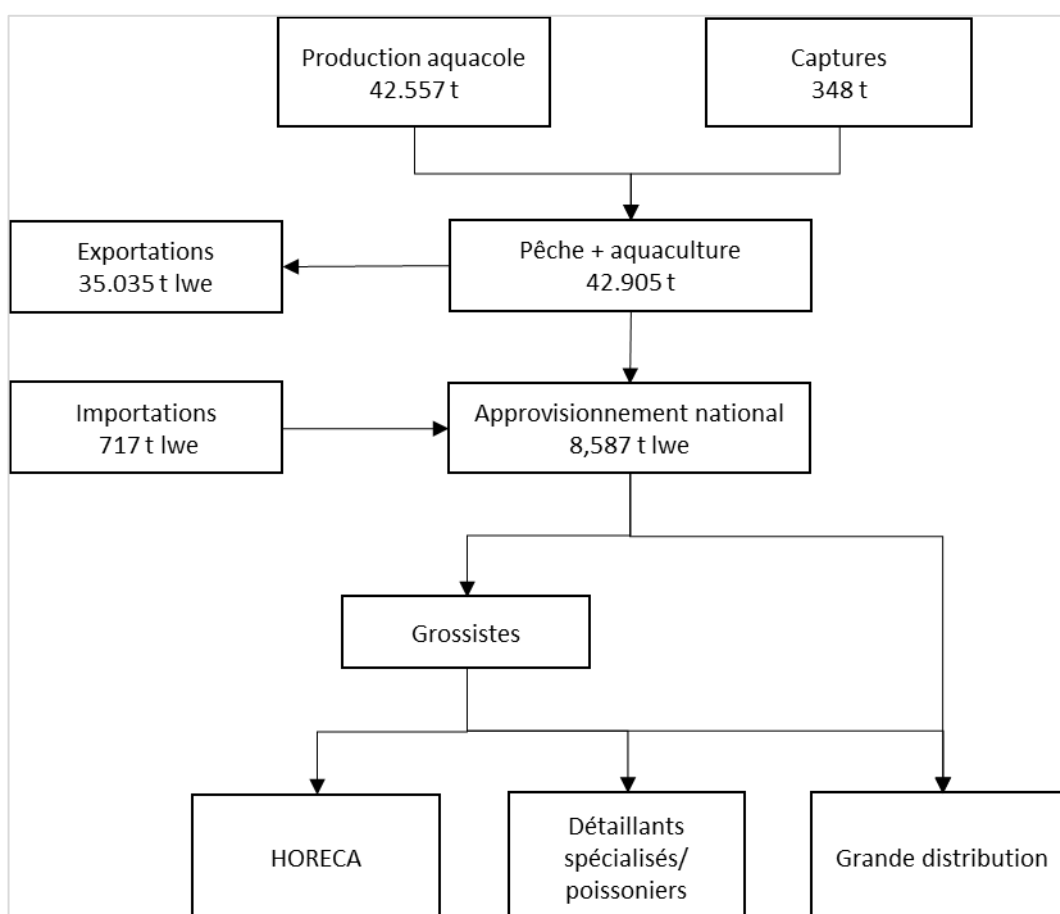 Production aquacole
42.557 t
Captures
348 t
Exportations
35.035 t lwe
Pêche + aquaculture
42.905 t
Importations
717 t lwe
Approvisionnement national
8,587 t lwe
Grossistes
HORECA
Détaillants
spécialisés/
poissoniers
Grande distribution